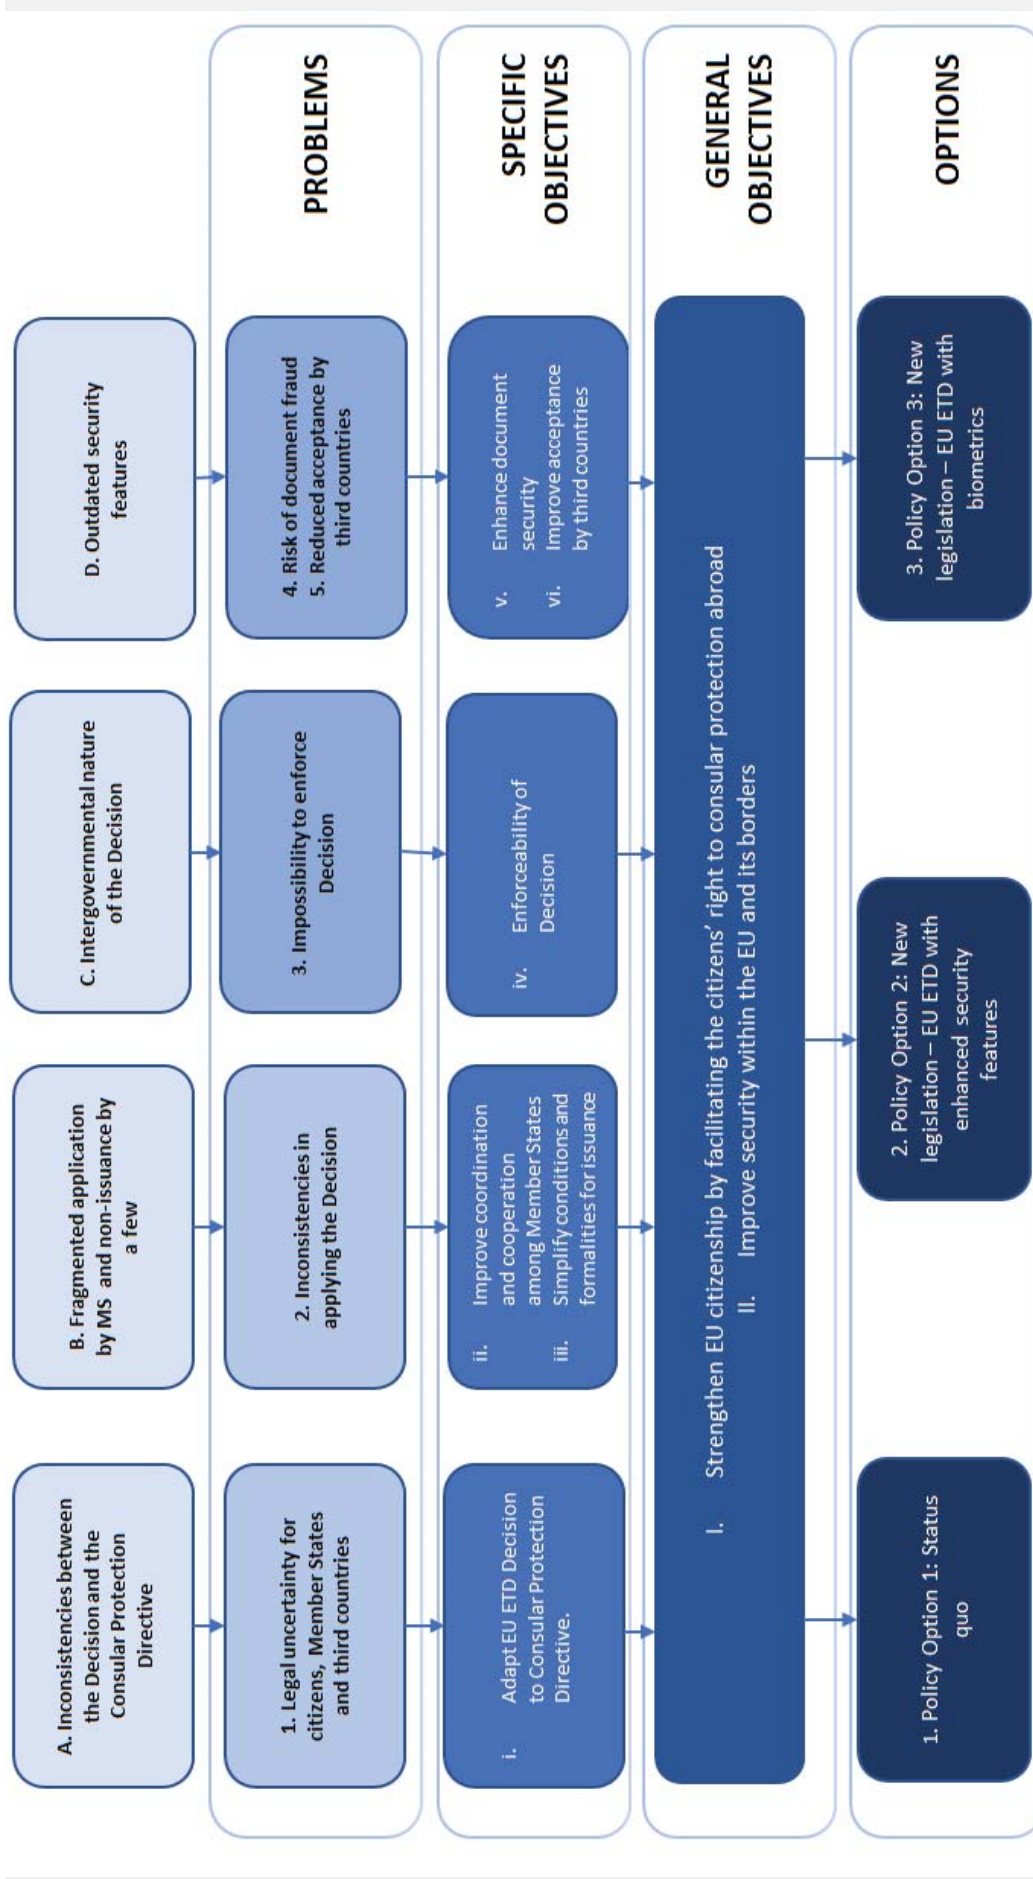 A. Inconsistencies between
the Decision and the
Consular Protection
Directive
B. Fragmented application
by MS and non-issuance by
a few
C. Intergovernmental nature
of the Decision
D. Outdated security
features
PROBLEMS
1. Legal uncertainty for
citizens, Member States
and third countries
2. Inconsistencies in
applying the Decision
3. Impossibility to enforce
Decision
4. Risk of document fraud
5. Reduced acceptance by
third countries
SPECIFIC
OBJECTIVES
i. Adapt EU ETD Decision
to Consular Protection
Directive.
ii. Improve coordination
and cooperation
among Member States
iii. Simplify conditions and
formalities for issuance
iv. Enforceability of
Decision
v. Enhance document
security
vi. Improve acceptance
by third countries
GENERAL
OBJECTIVES
I. Strengthen EU citizenship by facilitating the citizens' right to consular protection abroad
II. Improve security within the EU and its borders
OPTIONS
1. Policy Option 1: Status
quo
2. Policy Option 2: New
legislation – EU ETD with
enhanced security
features
3. Policy Option 3: New
legislation – EU ETD with
biometrics